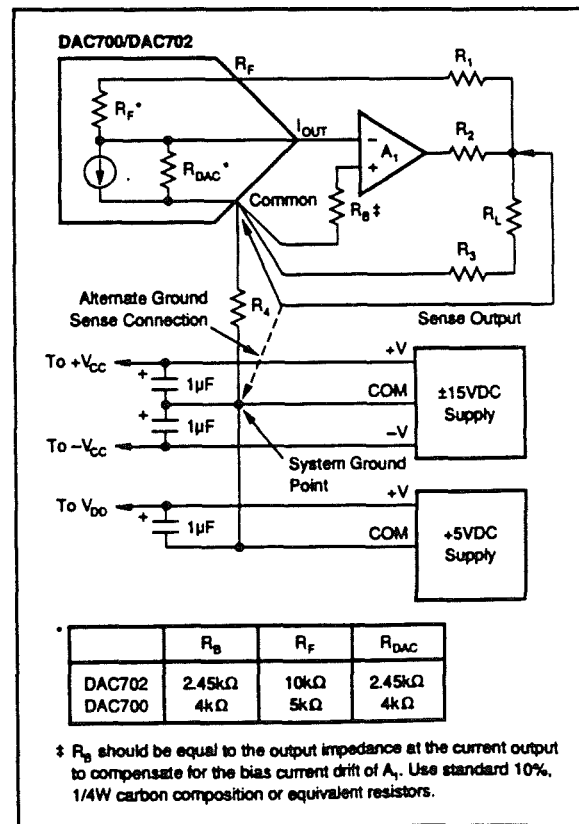 DAC700/DAC702
R_F
R_1
R_F*
I_OUT
R_2
A_1
R_DAC*
Common
R_B‡
R_L
R_3
Alternate Ground
Sense Connection
R_4
Sense Output
To +V_CC
+
1µF
+V
COM
±15VDC
Supply
+
1µF
To –V_CC
–V
System Ground
Point
To V_DD
+
1µF
+V
COM
+5VDC
Supply
*
R_B R_F R_DAC
DAC702 2.45kΩ 10kΩ 2.45kΩ
DAC700 4kΩ 5kΩ 4kΩ
‡ R_B should be equal to the output impedance at the current output
to compensate for the bias current drift of A_1. Use standard 10%,
1/4W carbon composition or equivalent resistors.